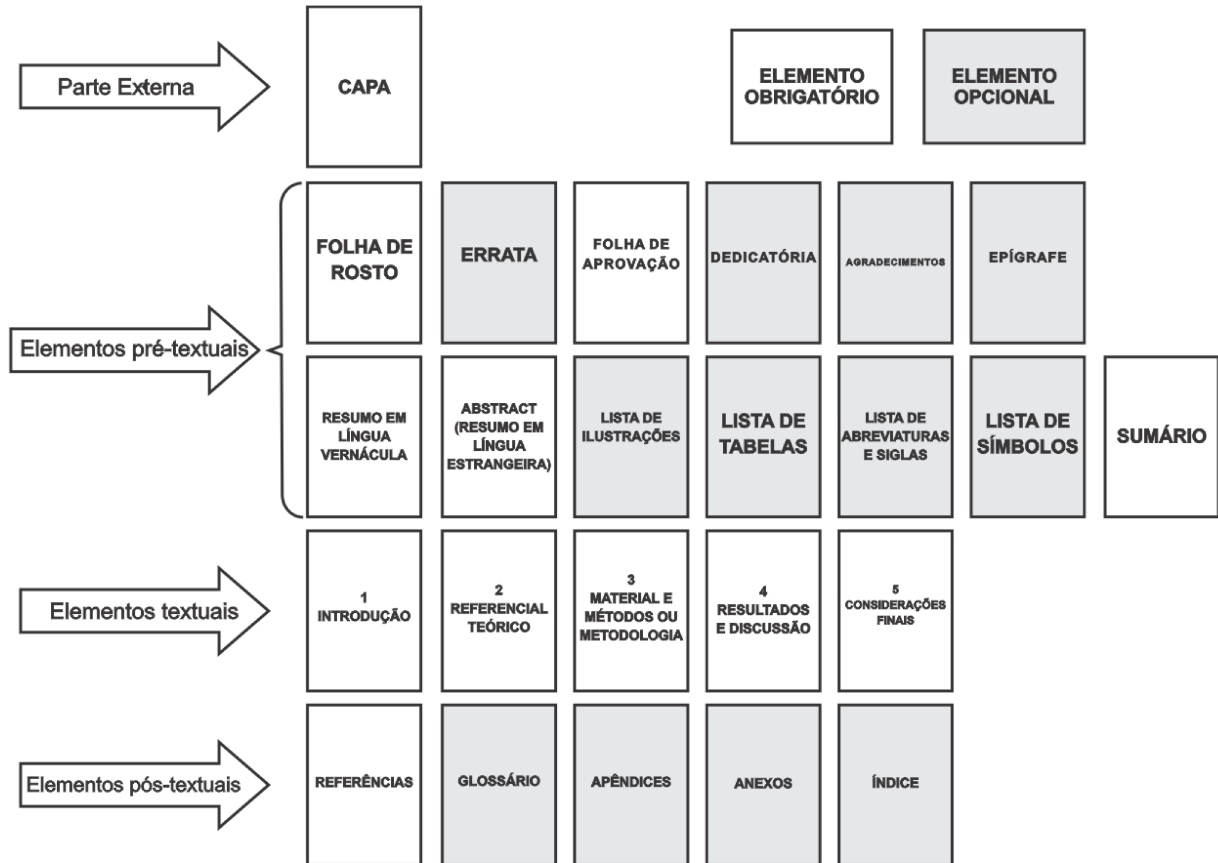 Parte Externa
CAPA
ELEMENTO
OBRIGATÓRIO
ELEMENTO
OPCIONAL
Elementos pré-textuais
FOLHA DE
ROSTO
ERRATA
FOLHA DE
APROVAÇÃO
DEDICATÓRIA
AGRADECIMENTOS
EPÍGRAFE
RESUMO EM
LÍNGUA
VERNÁCULA
ABSTRACT
(RESUMO EM
LÍNGUA
ESTRANGEIRA)
LISTA DE
ILUSTRAÇÕES
LISTA DE
TABELAS
LISTA DE
ABREVIATURAS
E SIGLAS
LISTA DE
SÍMBOLOS
SUMÁRIO
Elementos textuais
1
INTRODUÇÃO
2
REFERENCIAL
TEÓRICO
3
MATERIAL E
MÉTODOS OU
METODOLOGIA
4
RESULTADOS
E DISCUSSÃO
5
CONSIDERAÇÕES
FINAIS
Elementos pós-textuais
REFERÊNCIAS
GLOSSÁRIO
APÊNDICES
ANEXOS
ÍNDICE